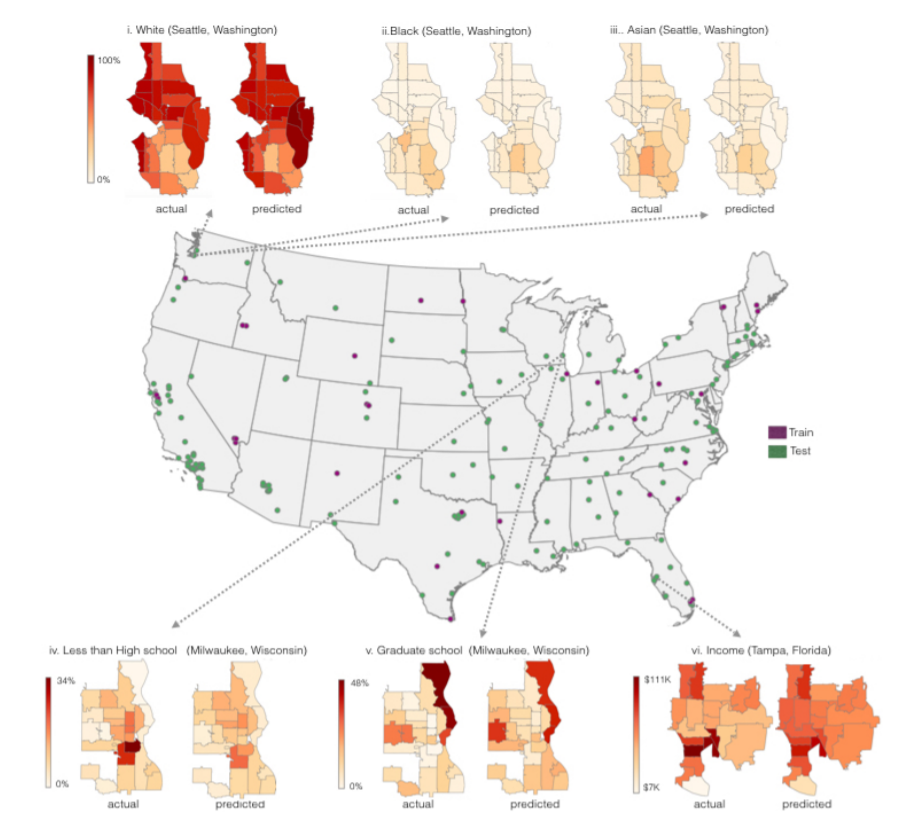 i. White (Seattle, Washington)
ii.Black (Seattle, Washington)
iii.. Asian (Seattle, Washington)
100%
0%
actual
predicted
actual
predicted
actual
predicted
Train
Test
iv. Less than High school (Milwaukee, Wisconsin)
v. Graduate school (Milwaukee, Wisconsin)
vi. Income (Tampa, Florida)
34%
0%
48%
0%
$111K
$7K
actual
predicted
actual
predicted
actual
predicted